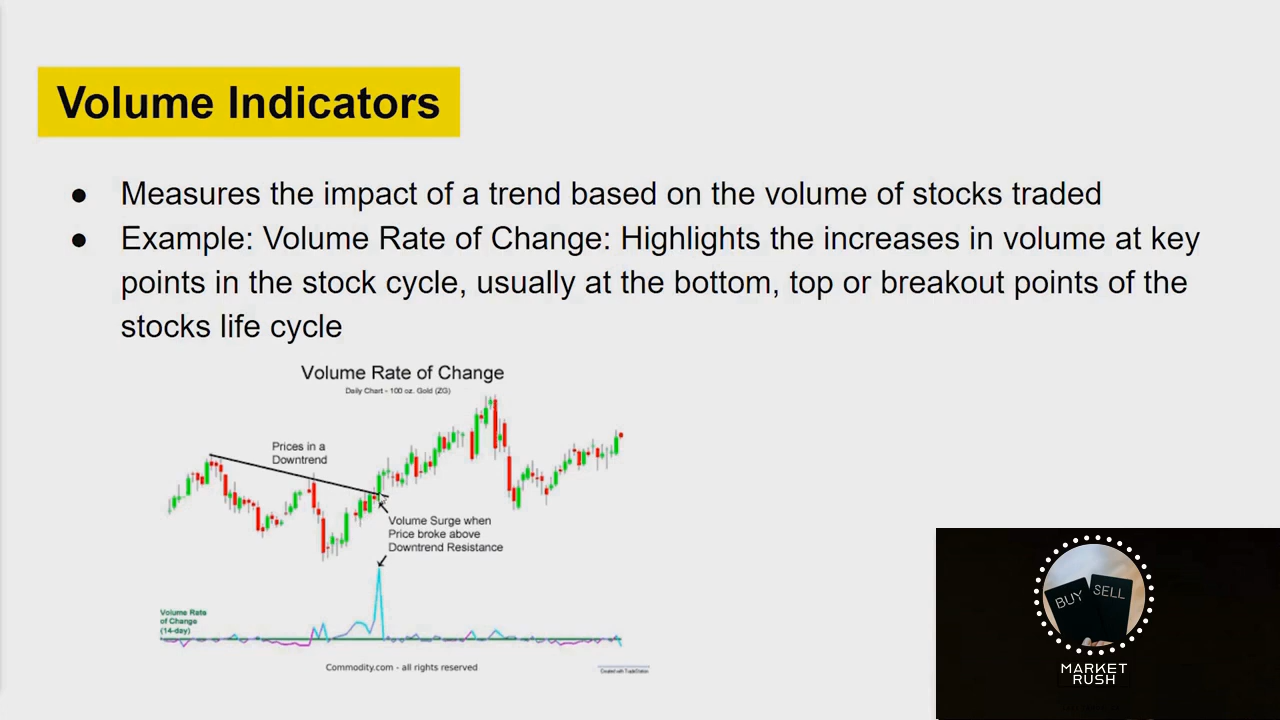 Volume Indicators
● Measures the impact of a trend based on the volume of stocks traded
● Example: Volume Rate of Change: Highlights the increases in volume at key
points in the stock cycle, usually at the bottom, top or breakout points of the
stocks life cycle
Volume Rate of Change
Daily Chart - 100 oz. Gold (ZG)
Prices in a
Downtrend
Volume Surge when
Price broke above
Downtrend Resistance
Volume Rate
of Change
(14-day)
Commodity.com - all rights reserved
Created with TradeStation
BUY
SELL
MARKET
RUSH